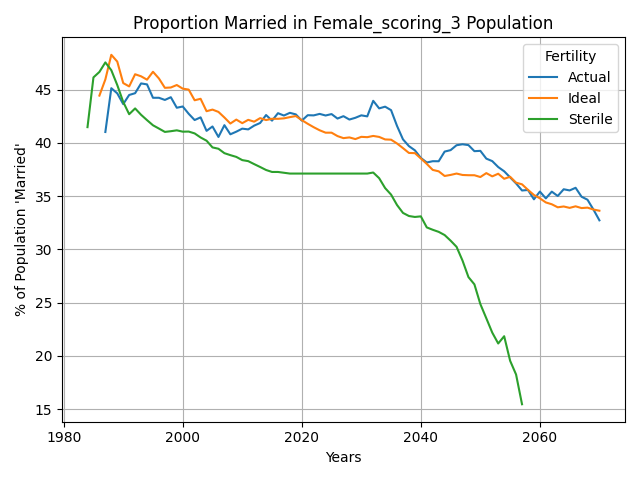 Proportion Married in Female_scoring_3 Population
% of Population 'Married'
45
40
35
30
25
20
15
Fertility
Actual
Ideal
Sterile
1980 2000 2020 2040 2060
Years